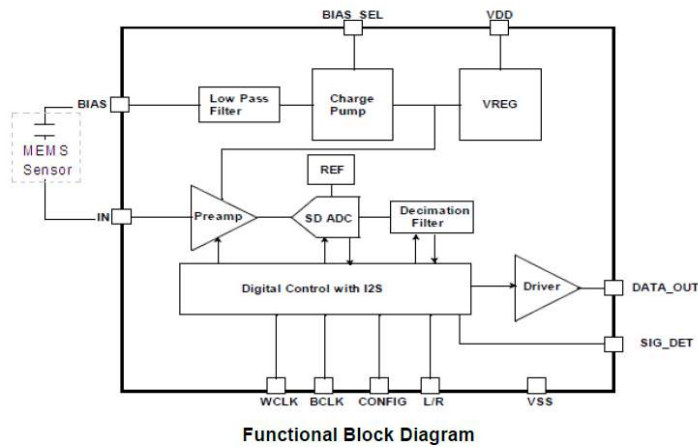 BIAS_SEL VDD
BIAS
Low Pass
Filter
Charge
Pump
VREG
MEMS
Sensor
REF
IN
Preamp
SD ADC
Decimation
Filter
Digital Control with I2S
Driver
DATA_OUT
SIG_DET
WCLK BCLK CONFIG L/R VSS
Functional Block Diagram